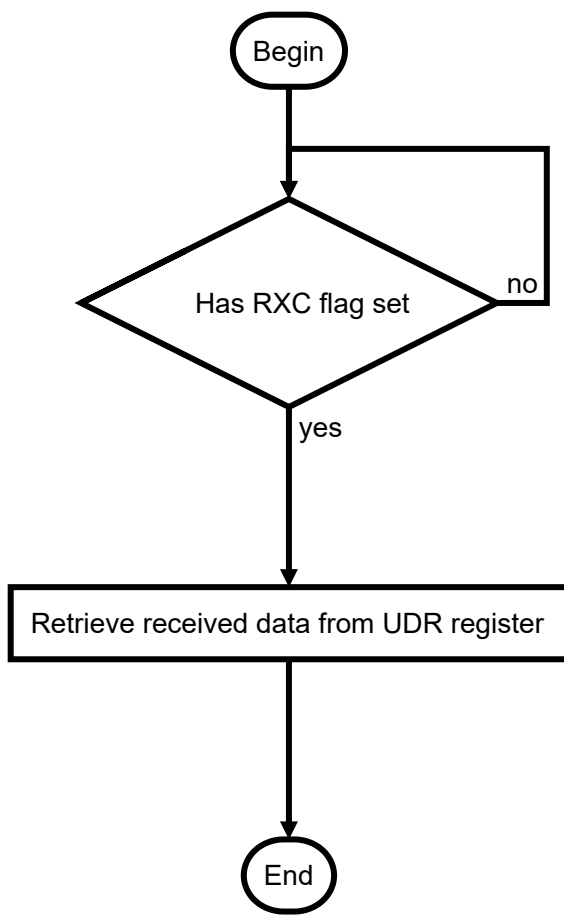 Begin
Has RXC flag set
no
yes
Retrieve received data from UDR register
End